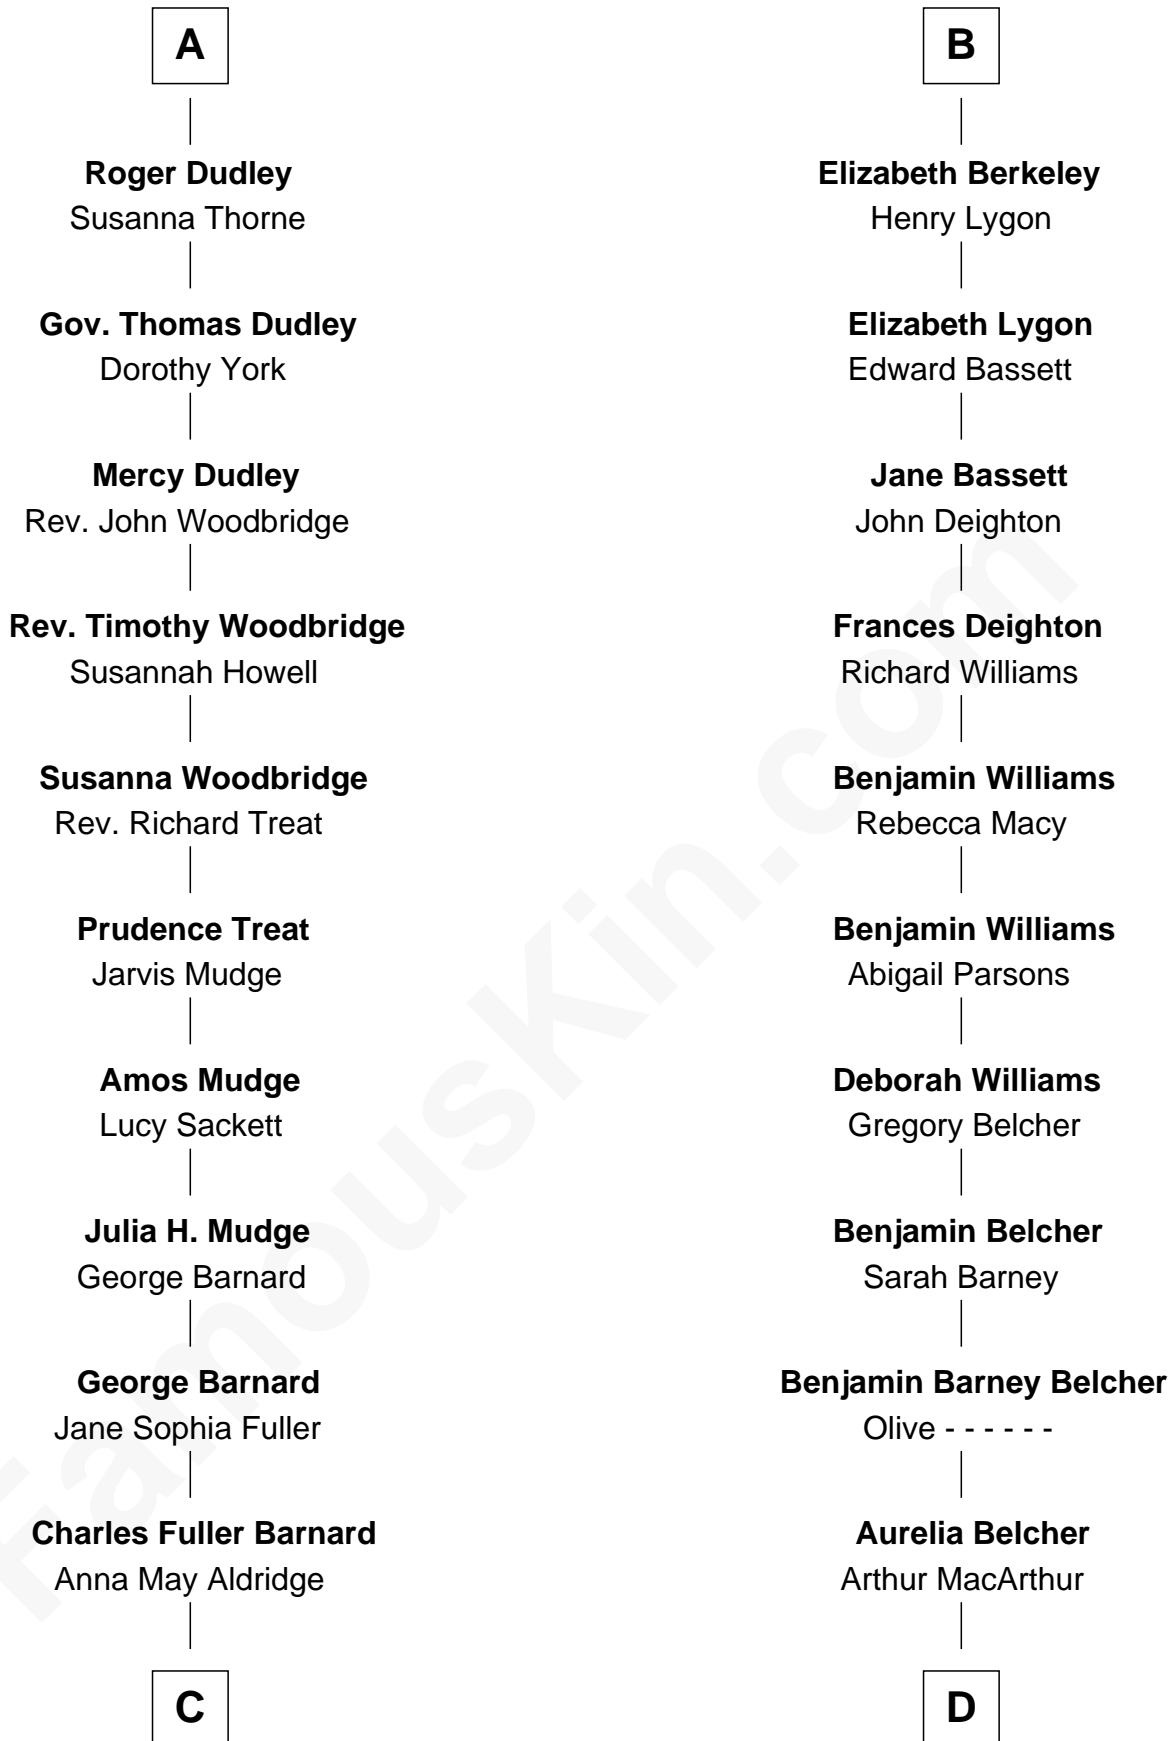 A
Roger Dudley
Susanna Thorne
Gov. Thomas Dudley
Dorothy York
Mercy Dudley
Rev. John Woodbridge
Rev. Timothy Woodbridge
Susannah Howell
Susanna Woodbridge
Rev. Richard Treat
Prudence Treat
Jarvis Mudge
Amos Mudge
Lucy Sackett
Julia H. Mudge
George Barnard
George Barnard
Jane Sophia Fuller
Charles Fuller Barnard
Anna May Aldridge
C
B
Elizabeth Berkeley
Henry Lygon
Elizabeth Lygon
Edward Bassett
Jane Bassett
John Deighton
Frances Deighton
Richard Williams
Benjamin Williams
Rebecca Macy
Benjamin Williams
Abigail Parsons
Deborah Williams
Gregory Belcher
Benjamin Belcher
Sarah Barney
Benjamin Barney Belcher
Olive - - - - - -
Aurelia Belcher
Arthur MacArthur
D
FamousKin.com